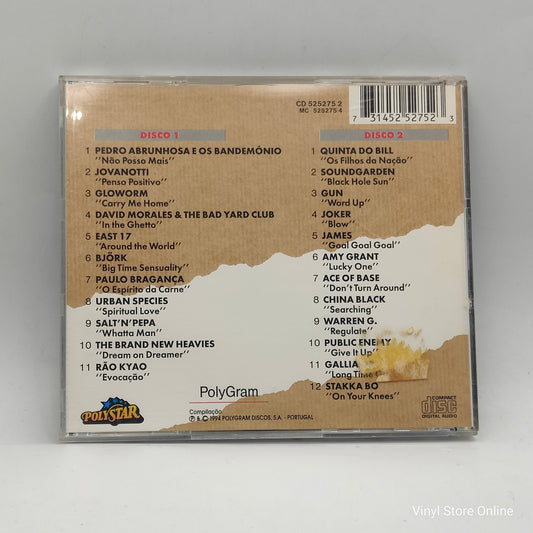 CD 525275 2
MC 525275 4
7 31452 52752 3
DISCO 1
1 PEDRO ABRUNHOSA E OS BANDEMÓNIO
"Não Posso Mais"
2 JOVANOTTI
"Penso Positivo"
3 GLOWORM
"Carry Me Home"
4 DAVID MORALES & THE BAD YARD CLUB
"In the Ghetto"
5 EAST 17
"Around the World"
6 BJÖRK
"Big Time Sensuality"
7 PAULO BRAGANÇA
"O Espírito da Carne"
8 URBAN SPECIES
"Spiritual Love"
9 SALT'N'PEPA
"Whatta Man"
10 THE BRAND NEW HEAVIES
"Dream on Dreamer"
11 RÃO KYAO
"Evocação"
DISCO 2
1 QUINTA DO BILL
"Os Filhos da Nação"
2 SOUNDGARDEN
"Black Hole Sun"
3 GUN
"Word Up"
4 JOKER
"Blow"
5 JAMES
"Goal Goal Goal"
6 AMY GRANT
"Lucky One"
7 ACE OF BASE
"Don't Turn Around"
8 CHINA BLACK
"Searching"
9 WARREN G.
"Regulate"
10 PUBLIC ENEMY
"Give It Up"
11 GALLIA
"Long Time
12 STAKKA BO
"On Your Knees"
POLYSTAR
PolyGram
Compilação
℗ & © 1994 POLYGRAM DISCOS, S.A. - PORTUGAL
COMPACT
disc
DIGITAL AUDIO
Vinyl Store Online